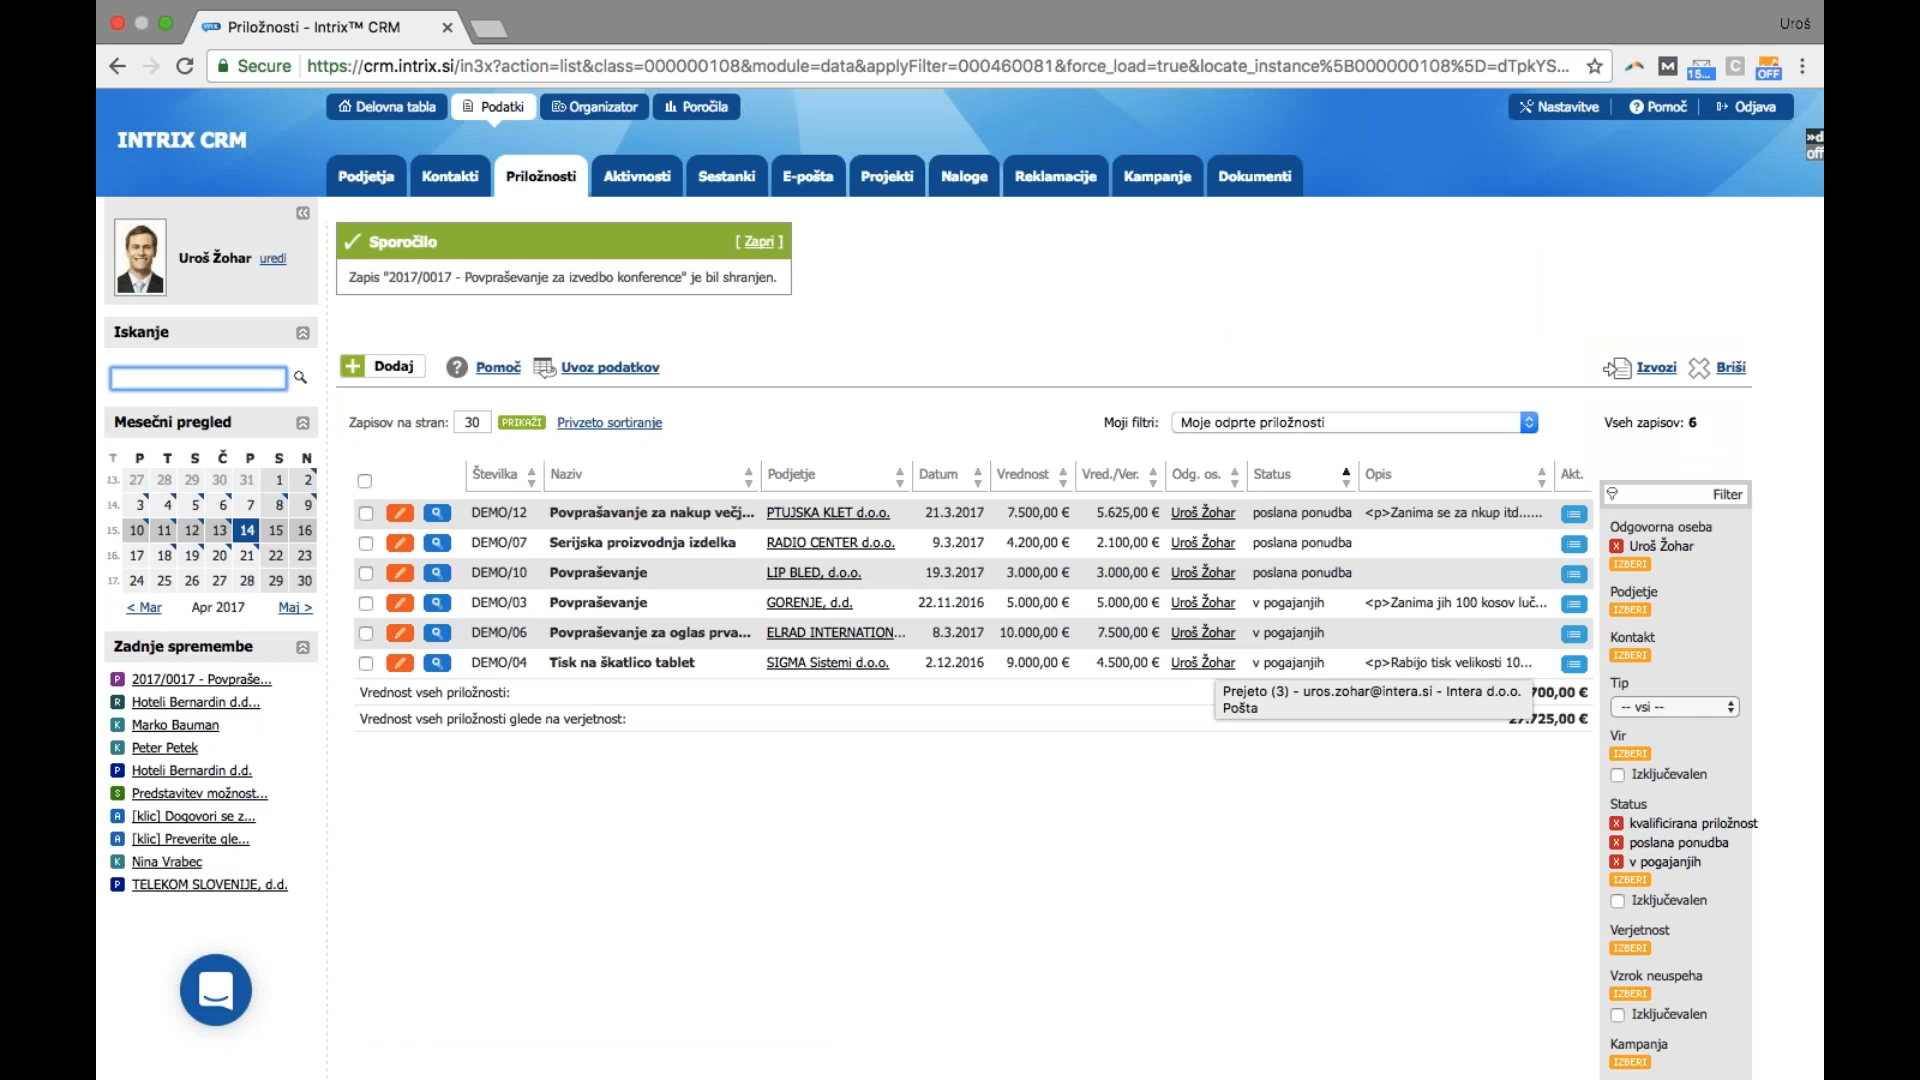 Priložnosti - Intrix™ CRM
Uroš
Secure
https://crm.intrix.si/in3x?action=list&class=000000108&module=data&applyFilter=000460081&force_load=true&locate_instance%5B000000108%5D=dTpkYS...
M
15...
C
OFF
Delovna tabla
Podatki
Organizator
Poročila
Nastavitve
Pomoč
Odjava
INTRIX CRM
»d
off
Podjetja
Kontakti
Priložnosti
Aktivnosti
Sestanki
E-pošta
Projekti
Naloge
Reklamacije
Kampanje
Dokumenti
Uroš Žohar uredi
Sporočilo [ Zapri ]
Zapis "2017/0017 - Povpraševanje za izvedbo konference" je bil shranjen.
Iskanje
Dodaj
Pomoč
Uvoz podatkov
Izvozi
Briši
Mesečni pregled
T P T S Č P S N
13. 27 28 29 30 31 1 2
14. 3 4 5 6 7 8 9
15. 10 11 12 13 14 15 16
16. 17 18 19 20 21 22 23
17. 24 25 26 27 28 29 30
< Mar Apr 2017 Maj >
Zadnje spremembe
P 2017/0017 - Povpraše...
R Hoteli Bernardin d.d...
K Marko Bauman
K Peter Petek
P Hoteli Bernardin d.d.
S Predstavitev možnost...
A [klic] Dogovori se z...
A [klic] Preverite gle...
K Nina Vrabec
P TELEKOM SLOVENIJE, d.d.
Zapisov na stran: 30 PRIKAŽI Privzeto sortiranje
Moji filtri: Moje odprte priložnosti
Vseh zapisov: 6
Številka Naziv Podjetje Datum Vrednost Vred./Ver. Odg. os. Status Opis Akt.
DEMO/12 Povprašavanje za nakup večj... PTUJSKA KLET d.o.o. 21.3.2017 7.500,00 € 5.625,00 € Uroš Žohar poslana ponudba <p>Zanima se za nkup itd......
DEMO/07 Serijska proizvodnja izdelka RADIO CENTER d.o.o. 9.3.2017 4.200,00 € 2.100,00 € Uroš Žohar poslana ponudba
DEMO/10 Povpraševanje LIP BLED, d.o.o. 19.3.2017 3.000,00 € 3.000,00 € Uroš Žohar poslana ponudba
DEMO/03 Povpraševanje GORENJE, d.d. 22.11.2016 5.000,00 € 5.000,00 € Uroš Žohar v pogajanjih <p>Zanima jih 100 kosov luč...
DEMO/06 Povpraševanje za oglas prva... ELRAD INTERNATION... 8.3.2017 10.000,00 € 7.500,00 € Uroš Žohar v pogajanjih
DEMO/04 Tisk na škatlico tablet SIGMA Sistemi d.o.o. 2.12.2016 9.000,00 € 4.500,00 € Uroš Žohar v pogajanjih <p>Rabijo tisk velikosti 10...
Vrednost vseh priložnosti: 700,00 €
Vrednost vseh priložnosti glede na verjetnost: 27.725,00 €
Prejeto (3) - uros.zohar@intera.si - Intera d.o.o.
Pošta
Filter
Odgovorna oseba
X Uroš Žohar
IZBERI
Podjetje
IZBERI
Kontakt
IZBERI
Tip
-- vsi --
Vir
IZBERI
Izključevalen
Status
X kvalificirana priložnost
X poslana ponudba
X v pogajanjih
IZBERI
Izključevalen
Verjetnost
IZBERI
Vzrok neuspeha
IZBERI
Izključevalen
Kampanja
IZBERI